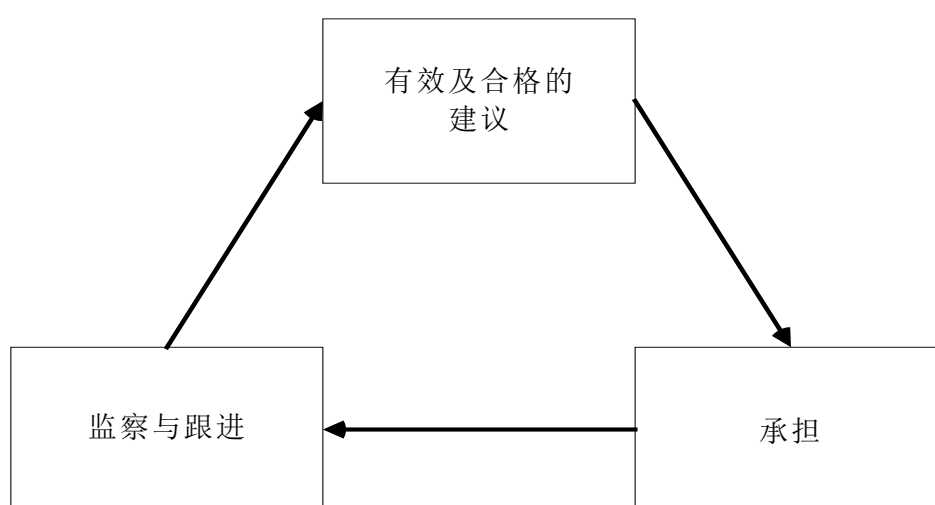 有效及合格的
建议
监察与跟进
承担